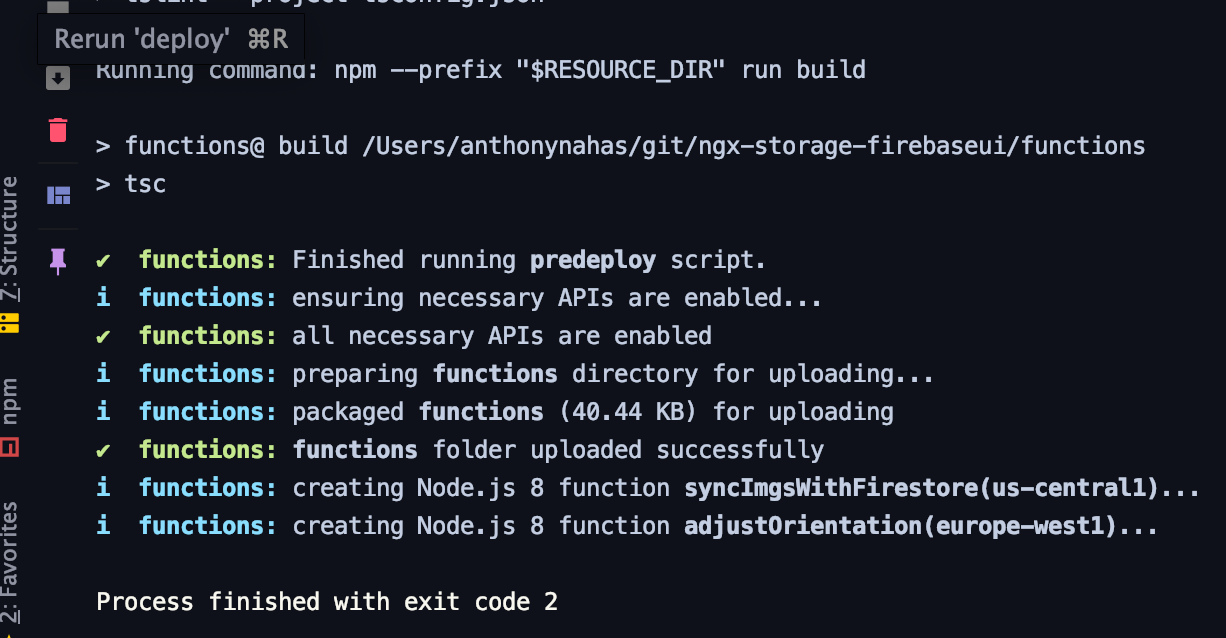 > tslint --project tsconfig.json
Rerun 'deploy' ⌘R
Running command: npm --prefix "$RESOURCE_DIR" run build
> functions@ build /Users/anthonynahas/git/ngx-storage-firebaseui/functions
> tsc
✔ functions: Finished running predeploy script.
i functions: ensuring necessary APIs are enabled...
✔ functions: all necessary APIs are enabled
i functions: preparing functions directory for uploading...
i functions: packaged functions (40.44 KB) for uploading
✔ functions: functions folder uploaded successfully
i functions: creating Node.js 8 function syncImgsWithFirestore(us-central1)...
i functions: creating Node.js 8 function adjustOrientation(europe-west1)...
Process finished with exit code 2
7: Structure
npm
2: Favorites